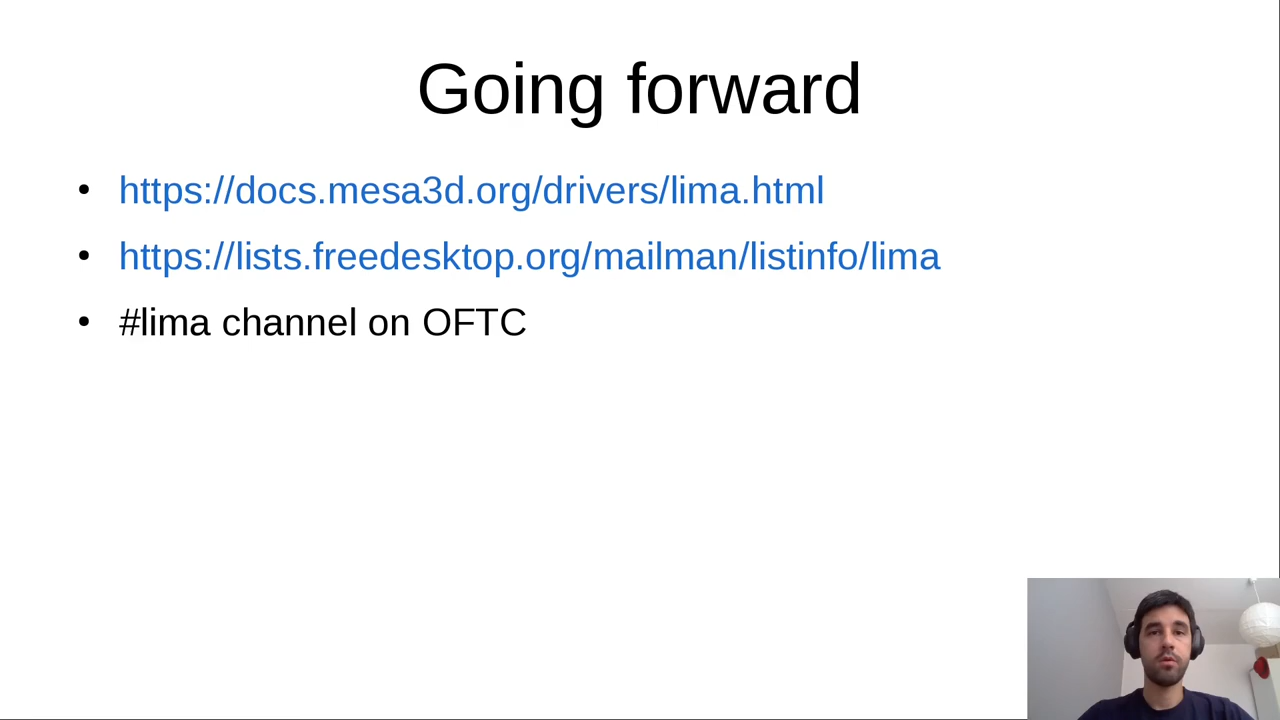 Going forward
• https://docs.mesa3d.org/drivers/lima.html
• https://lists.freedesktop.org/mailman/listinfo/lima
• #lima channel on OFTC